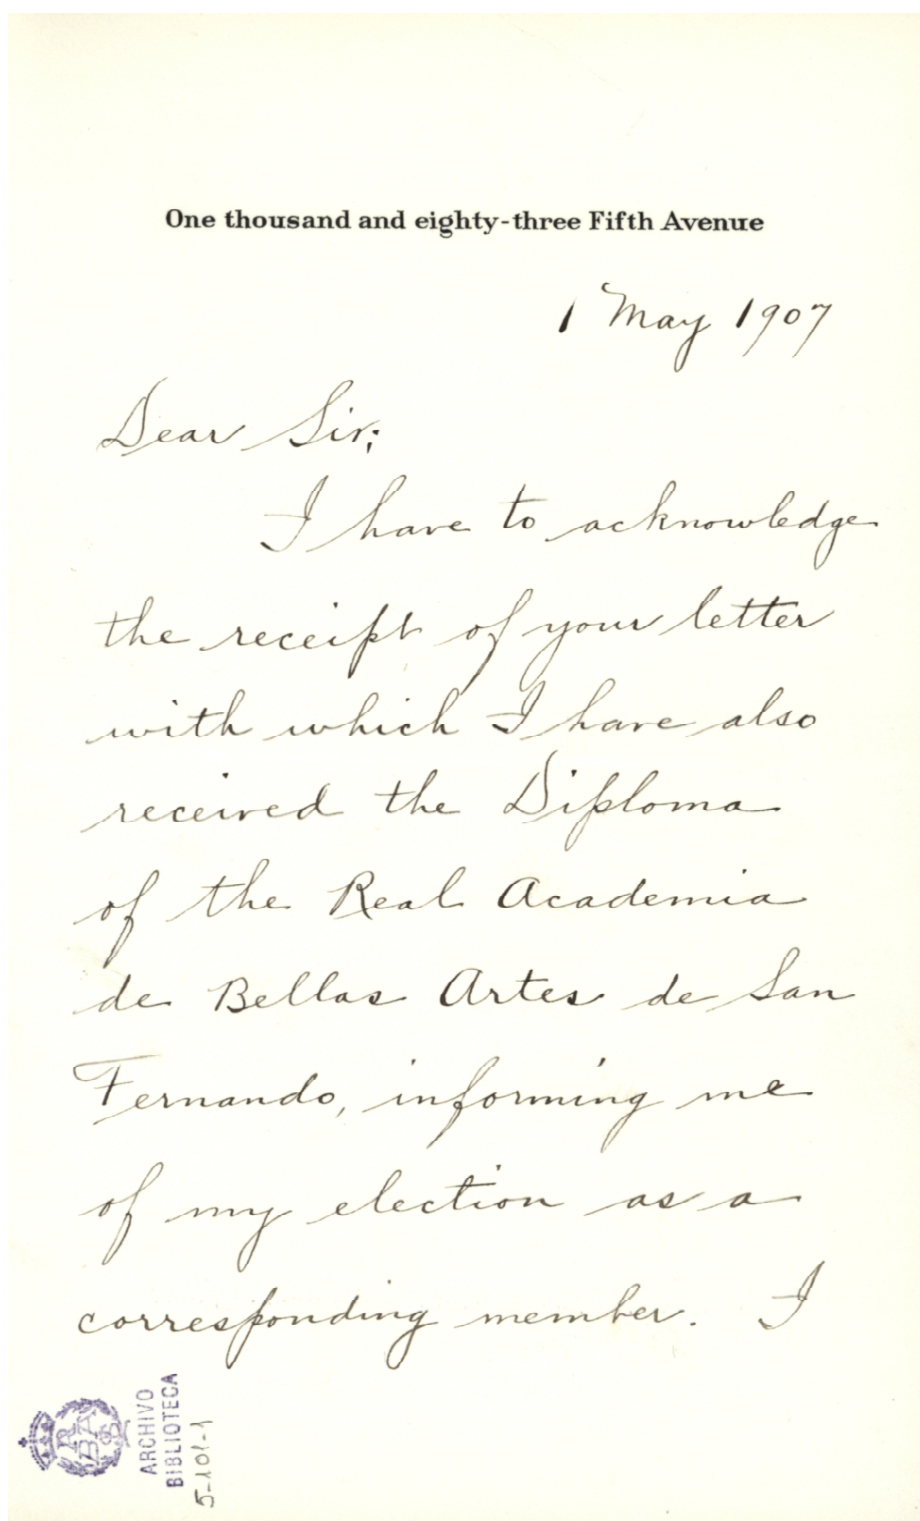 One thousand and eighty-three Fifth Avenue
1 May 1907
Dear Sir;
I have to acknowledge
the receipt of your letter
with which I have also
received the Diploma
of the Real Academia
de Bellas Artes de San
Fernando, informing me
of my election as a
corresponding member. I
RABASF
ARCHIVO
BIBLIOTECA
5-101-1